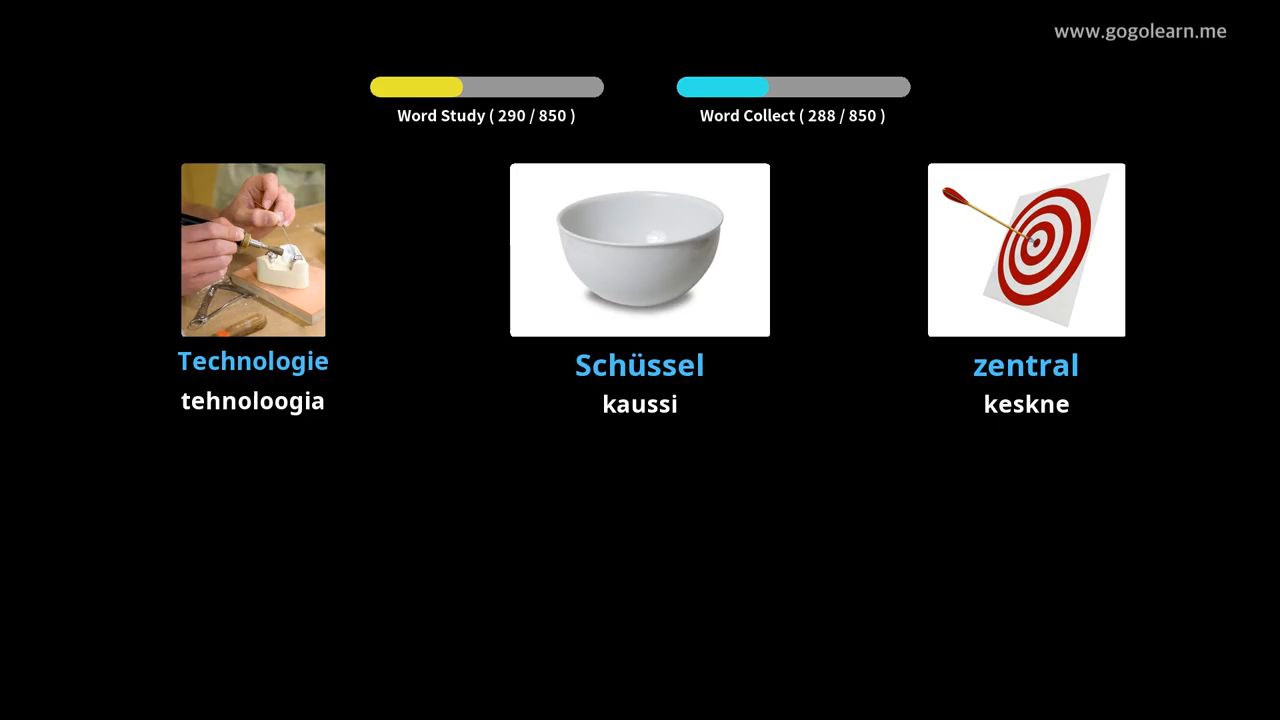 www.gogolearn.me
Word Study ( 290 / 850 )
Word Collect ( 288 / 850 )
Technologie
tehnoloogia
Schüssel
kaussi
zentral
keskne